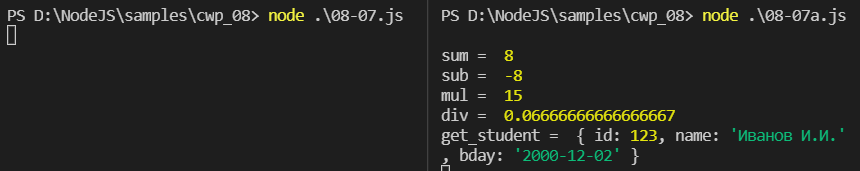 PS D:\NodeJS\samples\cwp_08> node .\08-07.js
PS D:\NodeJS\samples\cwp_08> node .\08-07a.js
sum =  8
sub =  -8
mul =  15
div =  0.06666666666666667
get_student =  { id: 123, name: 'Иванов И.И.'
, bday: '2000-12-02' }